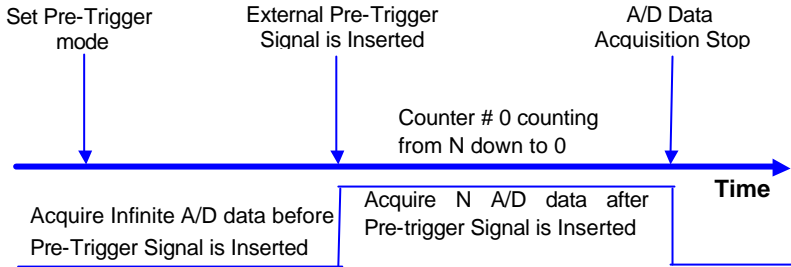 Set Pre-Trigger
mode
External Pre-Trigger
Signal is Inserted
A/D Data
Acquisition Stop
Counter # 0 counting
from N down to 0
Time
Acquire Infinite A/D data before
Pre-Trigger Signal is Inserted
Acquire N A/D data after
Pre-trigger Signal is Inserted